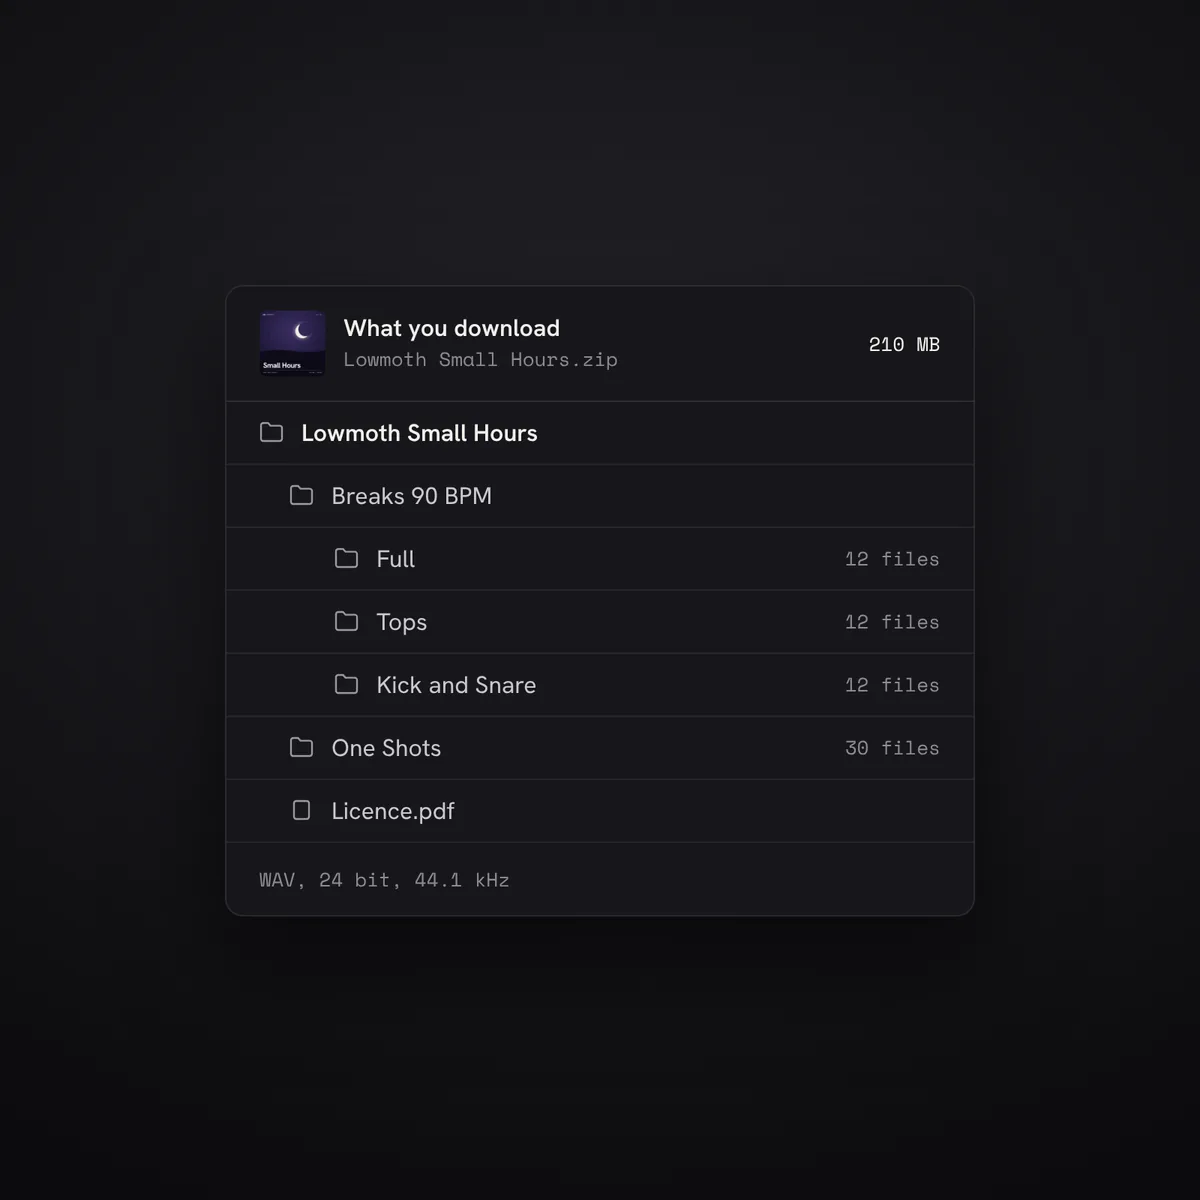 What you download
Lowmoth Small Hours.zip
210 MB
Small Hours
Lowmoth Small Hours
Breaks 90 BPM
Full
12 files
Tops
12 files
Kick and Snare
12 files
One Shots
30 files
Licence.pdf
WAV, 24 bit, 44.1 kHz